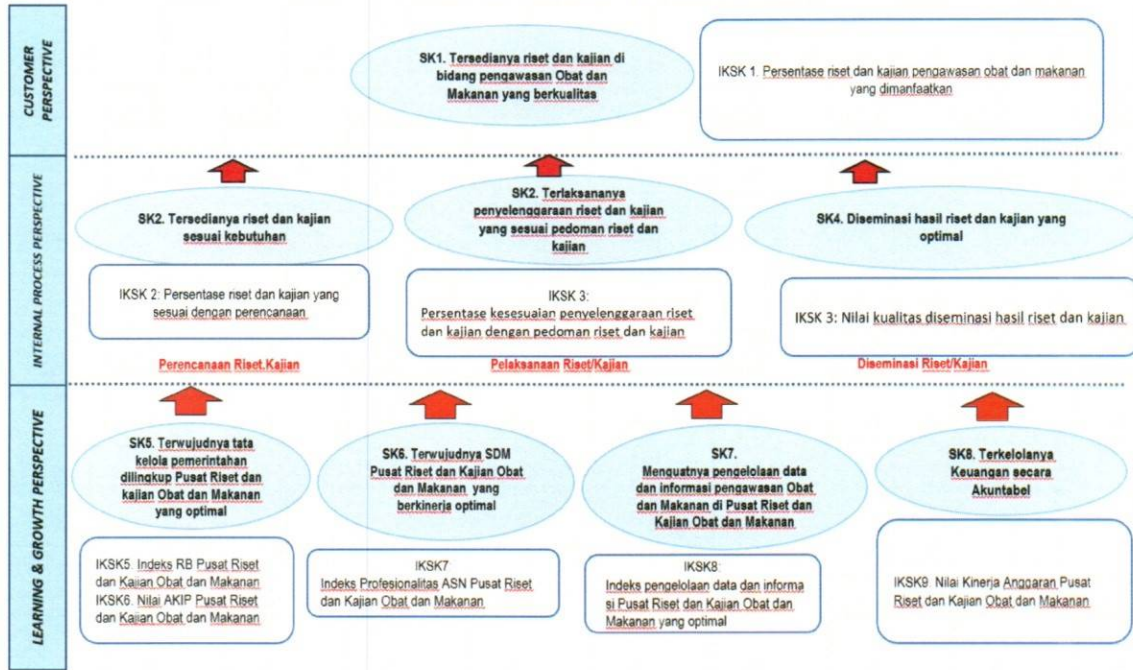 CUSTOMER
PERSPECTIVE
SK1. Tersedianya riset dan kajian di
bidang pengawasan Obat dan
Makanan yang berkualitas
IKSK 1. Persentase riset dan kajian pengawasan obat dan makanan
yang dimanfaatkan
INTERNAL PROCESS PERSPECTIVE
SK2. Tersedianya riset dan kajian
sesuai kebutuhan
SK2. Terlaksananya
penyelenggaraan riset dan kajian
yang sesuai pedoman riset dan
kajian
SK4. Diseminasi hasil riset dan kajian yang
optimal
IKSK 2: Persentase riset dan kajian yang
sesuai dengan perencanaan
IKSK 3:
Persentase kesesuaian penyelenggaraan riset
dan kajian dengan pedoman riset dan kajian
IKSK 3: Nilai kualitas diseminasi hasil riset dan kajian
Perencanaan Riset.Kajian
Pelaksanaan Riset/Kajian
Diseminasi Riset/Kajian
LEARNING & GROWTH PERSPECTIVE
SK5. Terwujudnya tata
kelola pemerintahan
dilingkup Pusat Riset dan
kajian Obat dan Makanan
yang optimal
SK6. Terwujudnya SDM
Pusat Riset dan Kajian Obat
dan Makanan yang
berkinerja optimal
SK7.
Menguatnya pengelolaan data
dan informasi pengawasan Obat
dan Makanan di Pusat Riset dan
Kajian Obat dan Makanan
SK8. Terkelolanya
Keuangan secara
Akuntabel
IKSK5. Indeks RB Pusat Riset
dan Kajian Obat dan Makanan
IKSK6. Nilai AKIP Pusat Riset
dan Kajian Obat dan Makanan
IKSK7
Indeks Profesionalitas ASN Pusat Riset
dan Kajian Obat dan Makanan
IKSK8:
Indeks pengelolaan data dan informa
si Pusat Riset dan Kajian Obat dan
Makanan yang optimal
IKSK9. Nilai Kinerja Anggaran Pusat
Riset dan Kajian Obat dan Makanan